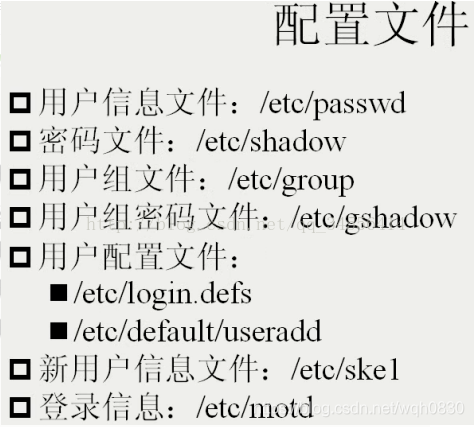 配置文件
用户信息文件：/etc/passwd
密码文件：/etc/shadow
用户组文件：/etc/group
用户组密码文件：/etc/gshadow
用户配置文件：
/etc/login.defs
/etc/default/useradd
新用户信息文件：/etc/ske1
登录信息：/etc/motd
blog.csdn.net/wqh0830